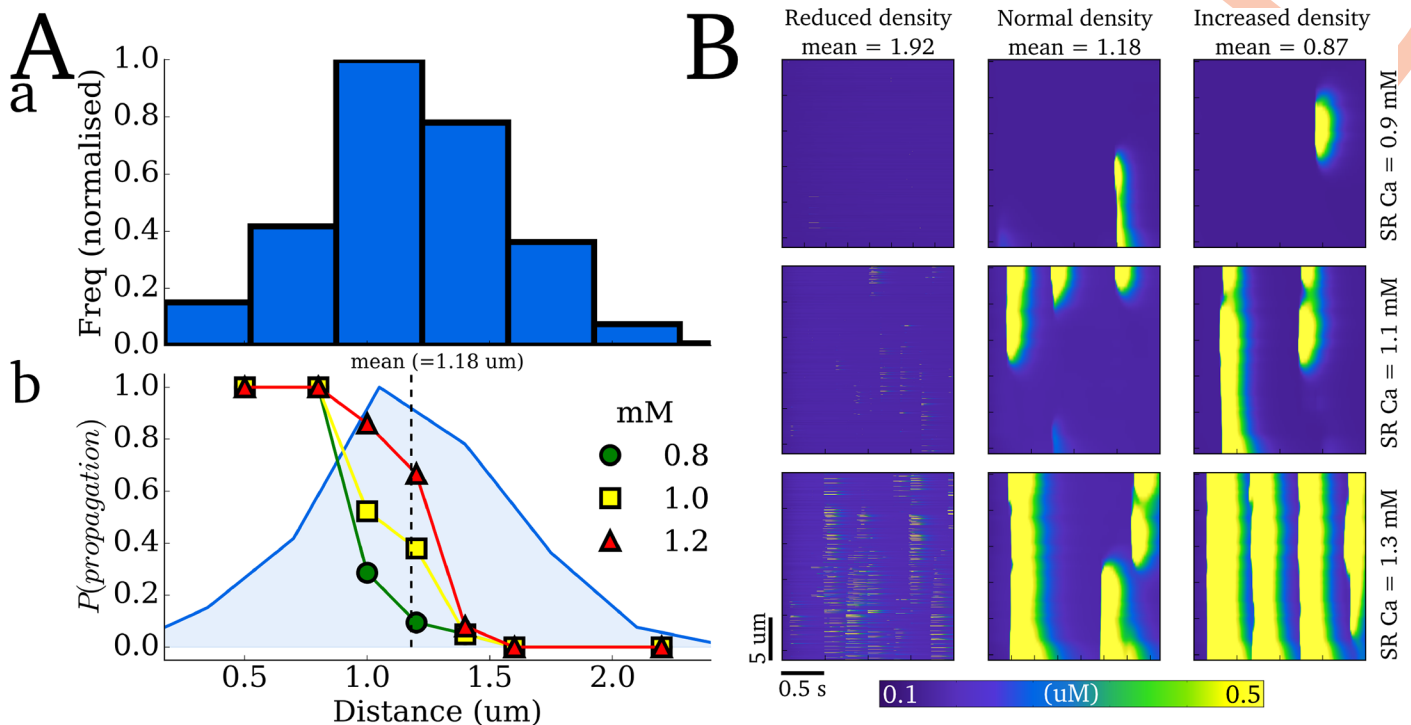 A
a
Freq (normalised)
1.0
0.8
0.6
0.4
0.2
0.0
mean (=1.18 um)
b
P(propagation)
1.0
0.8
0.6
0.4
0.2
0.0
mM
0.8
1.0
1.2
0.5
1.0
1.5
2.0
Distance (um)
B
Reduced density
mean = 1.92
Normal density
mean = 1.18
Increased density
mean = 0.87
SR Ca = 0.9 mM
SR Ca = 1.1 mM
SR Ca = 1.3 mM
5 um
0.5 s
0.1
(uM)
0.5